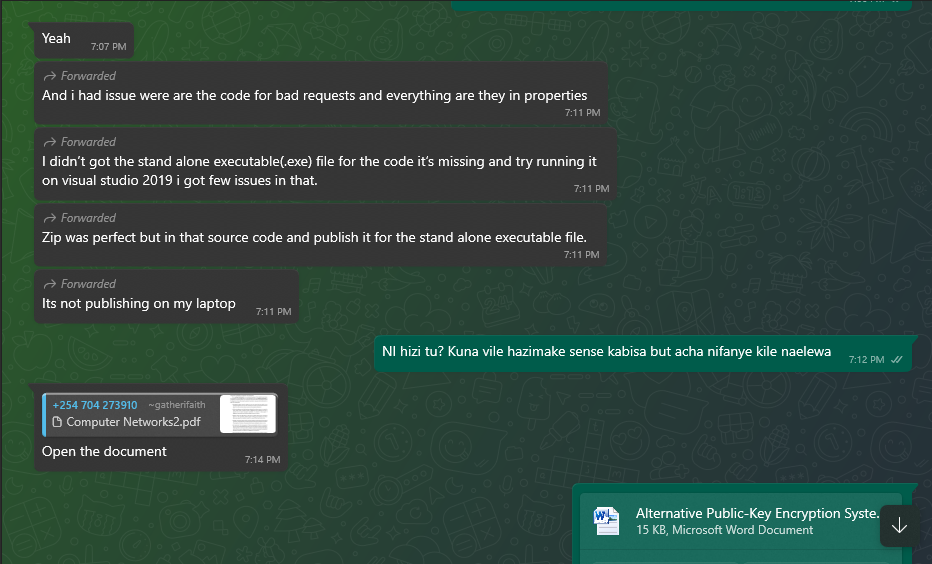 Yeah
7:07 PM
Forwarded
And i had issue were are the code for bad requests and everything are they in properties
7:11 PM
Forwarded
I didn't got the stand alone executable(.exe) file for the code it's missing and try running it
on visual studio 2019 i got few issues in that.
7:11 PM
Forwarded
Zip was perfect but in that source code and publish it for the stand alone executable file.
7:11 PM
Forwarded
Its not publishing on my laptop
7:11 PM
NI hizi tu? Kuna vile hazimake sense kabisa but acha nifanye kile naelewa
7:12 PM
+254 704 273910 ~gatherifaith
Computer Networks2.pdf
Open the document
7:14 PM
Alternative Public-Key Encryption Syste...
15 KB, Microsoft Word Document